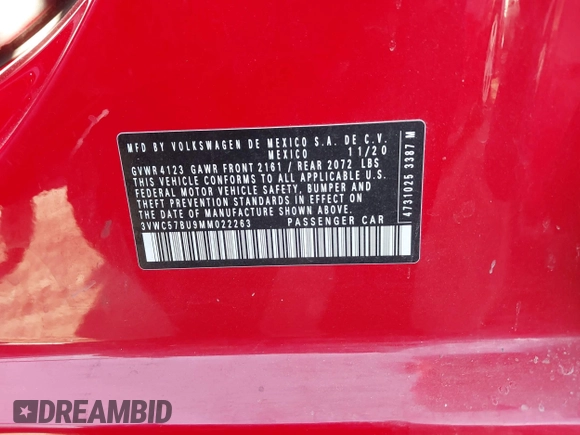 MFD BY VOLKSWAGEN DE MEXICO S.A. DE C.V.
MEXICO 11/20
GVWR 4123 GAWR FRONT 2161 / REAR 2072 LBS
THIS VEHICLE CONFORMS TO ALL APPLICABLE U.S.
FEDERAL MOTOR VEHICLE SAFETY, BUMPER AND
THEFT PREVENTION STANDARDS IN EFFECT ON
THE DATE OF MANUFACTURE SHOWN ABOVE.
3VWC57BU9MM022263 PASSENGER CAR
4731025 3387 M
DREAMBID